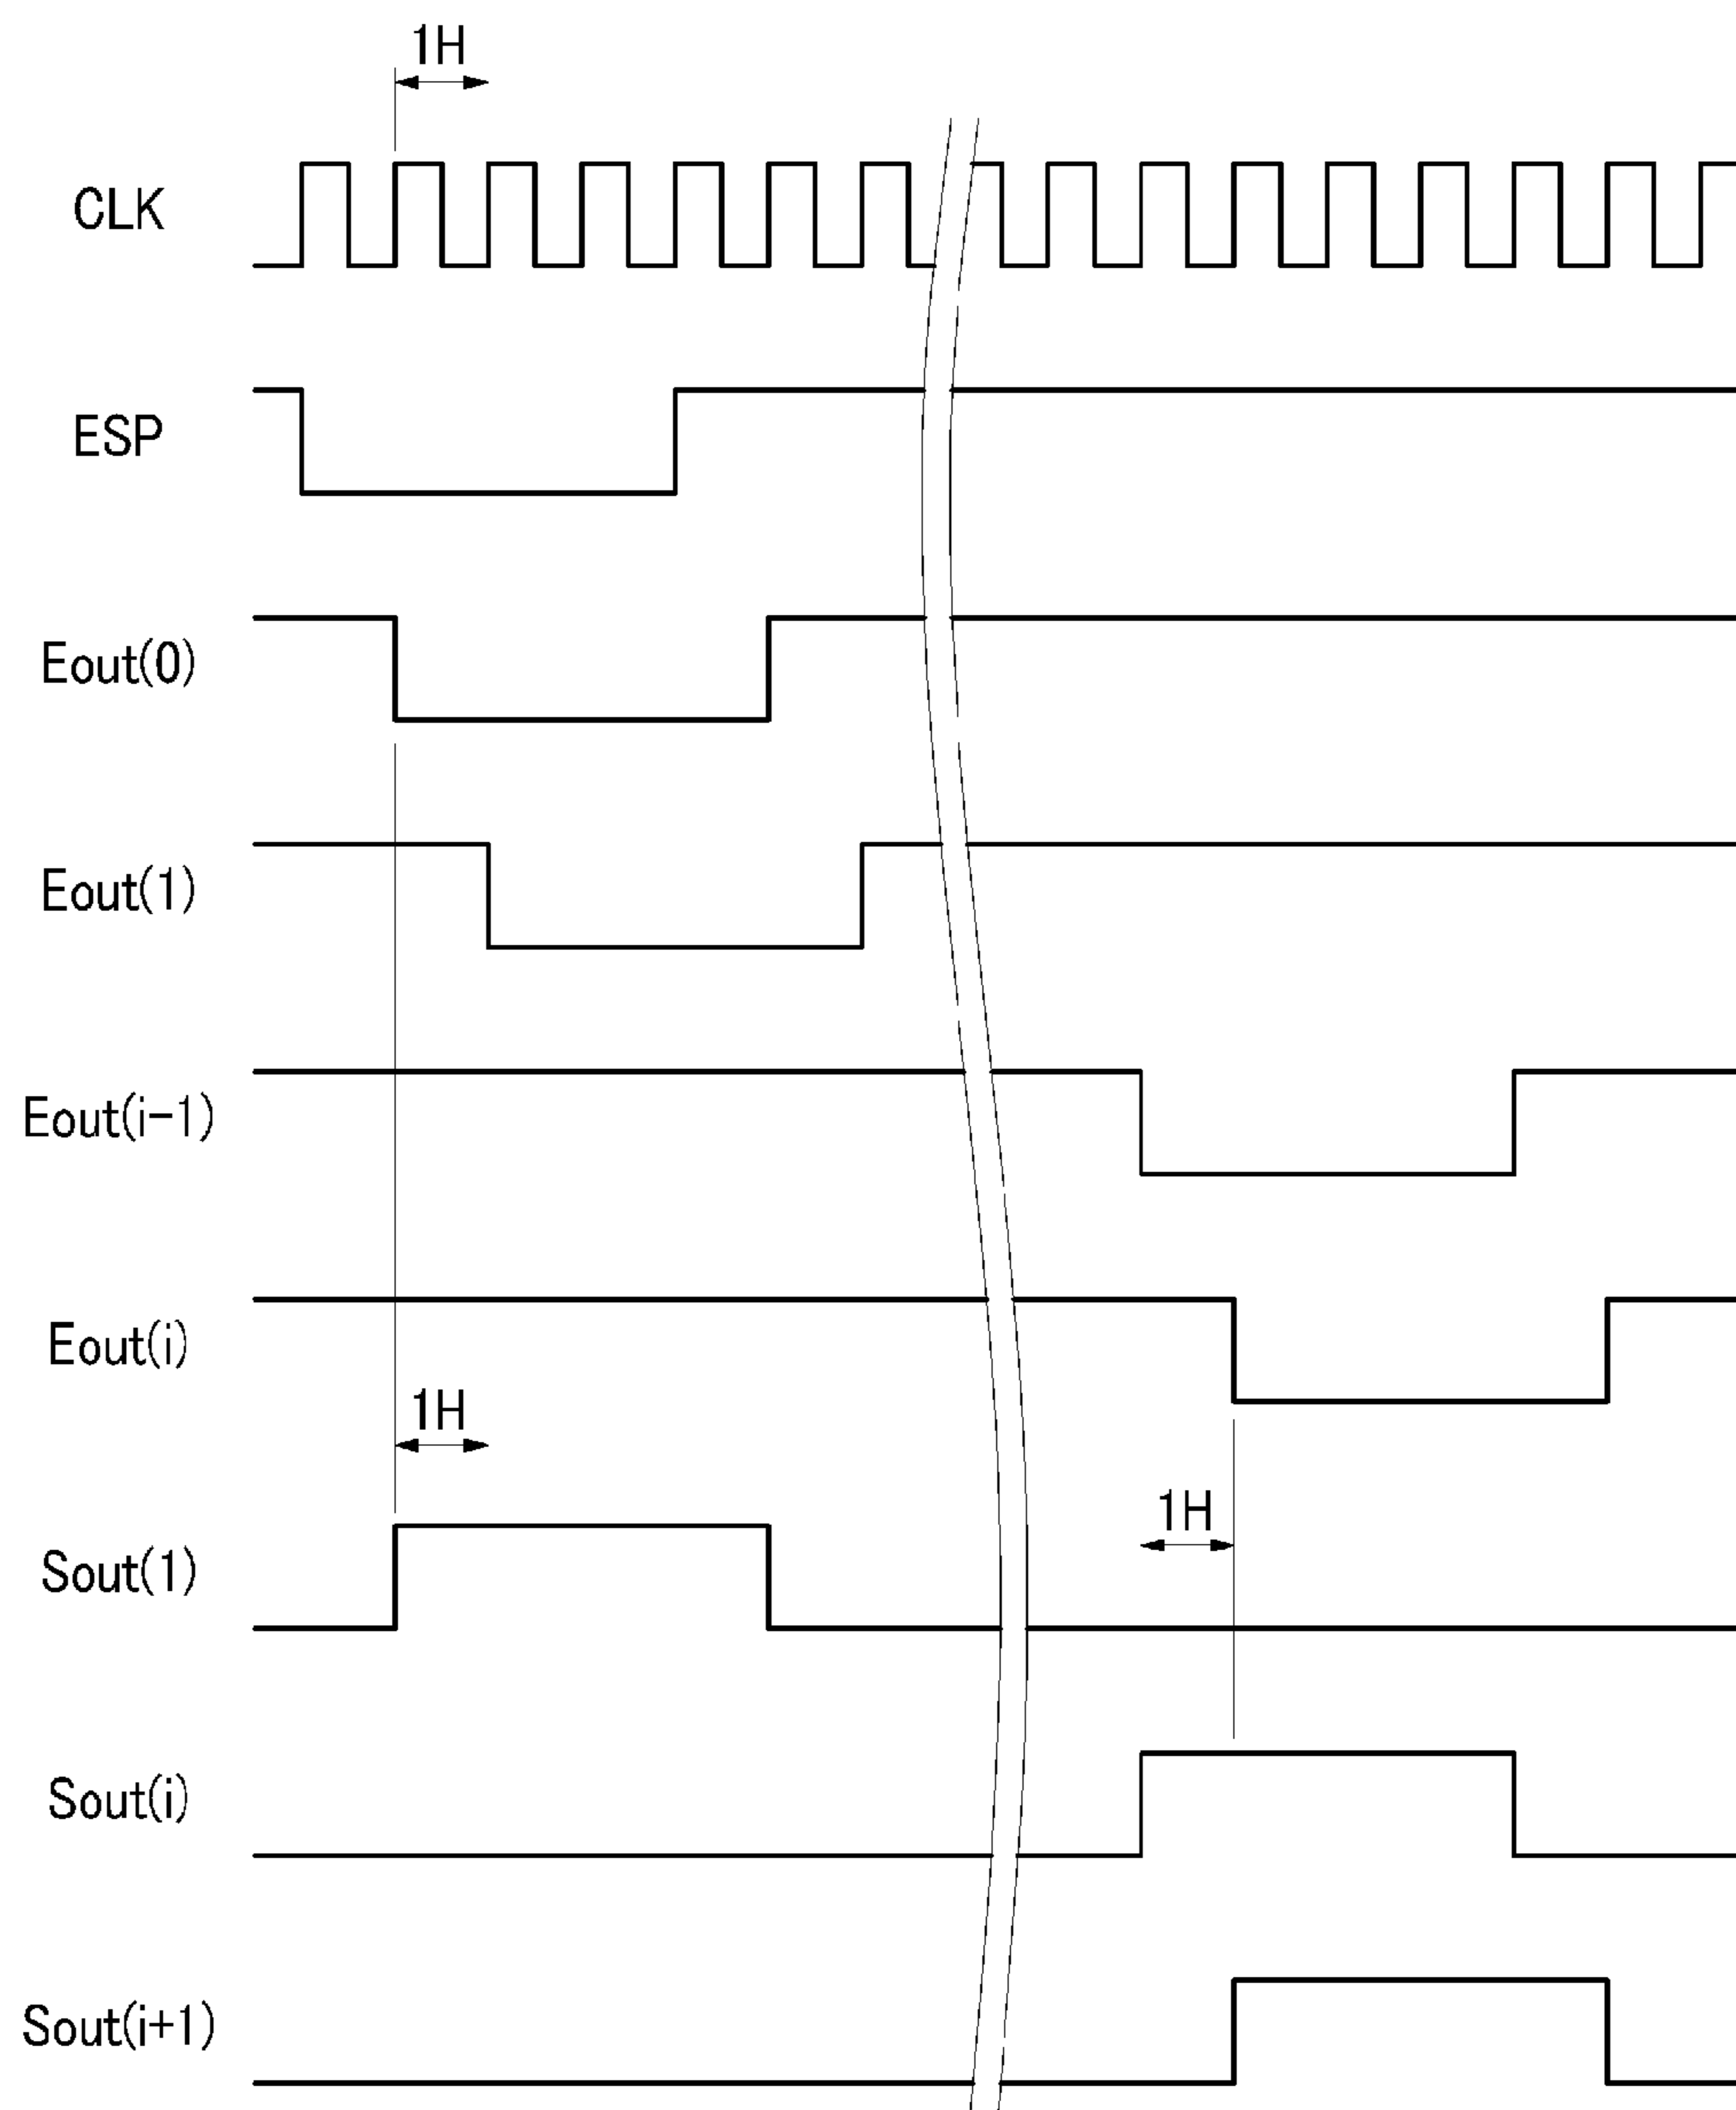 1H
CLK
ESP
Eout(0)
Eout(1)
Eout(i-1)
Eout(i)
1H
1H
Sout(1)
Sout(i)
Sout(i+1)